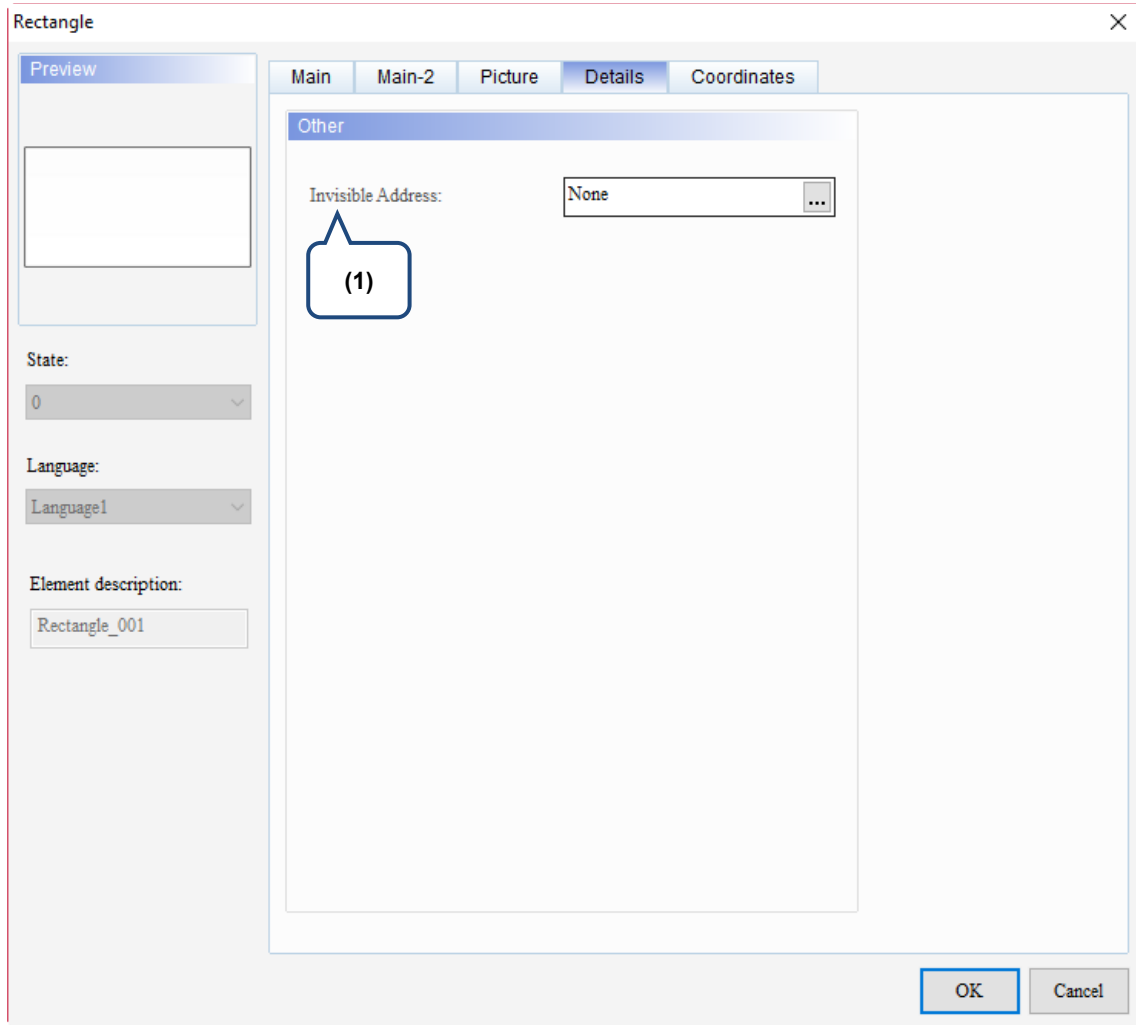 Rectangle
Preview
Main Main-2 Picture Details Coordinates
Other
Invisible Address: None ...
(1)
State:
0
Language:
Language1
Element description:
Rectangle_001
OK Cancel